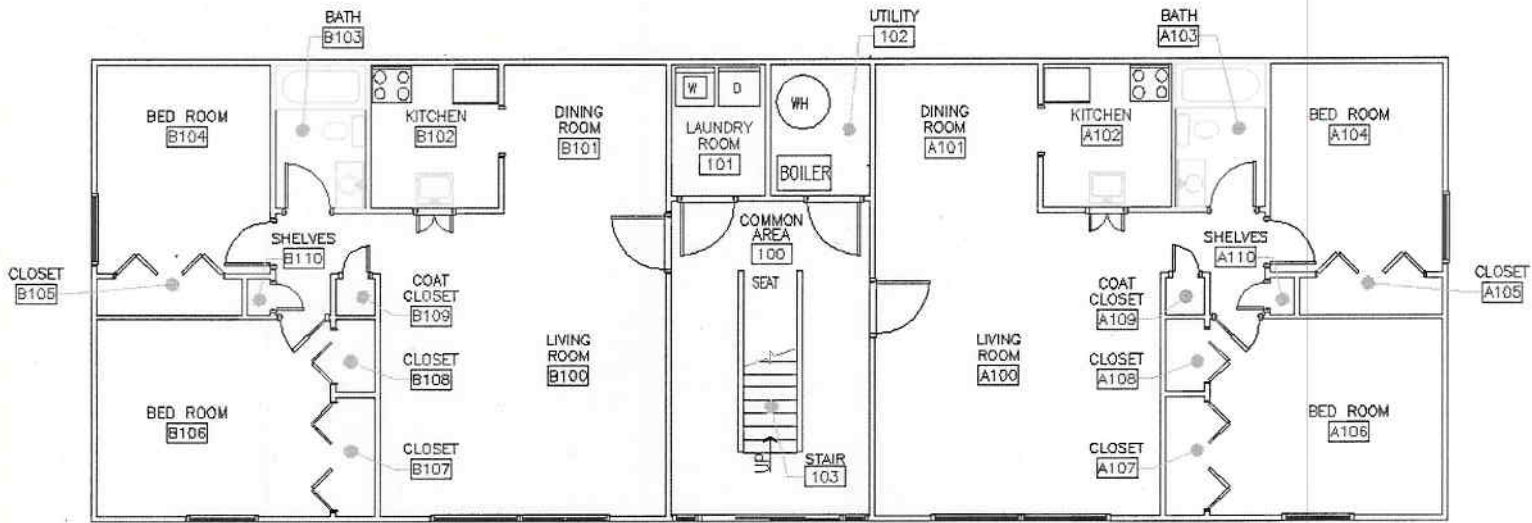 BATH
B103
UTILITY
102
BATH
A103
BED ROOM
B104
KITCHEN
B102
DINING
ROOM
B101
W
D
LAUNDRY
ROOM
101
WH
BOILER
DINING
ROOM
A101
KITCHEN
A102
BED ROOM
A104
SHELVES
B110
COMMON
AREA
100
SEAT
SHELVES
A110
CLOSET
B105
COAT
CLOSET
B109
COAT
CLOSET
A109
CLOSET
A105
LIVING
ROOM
B100
LIVING
ROOM
A100
CLOSET
B108
CLOSET
A108
BED ROOM
B106
BED ROOM
A106
CLOSET
B107
UP
STAIR
103
CLOSET
A107